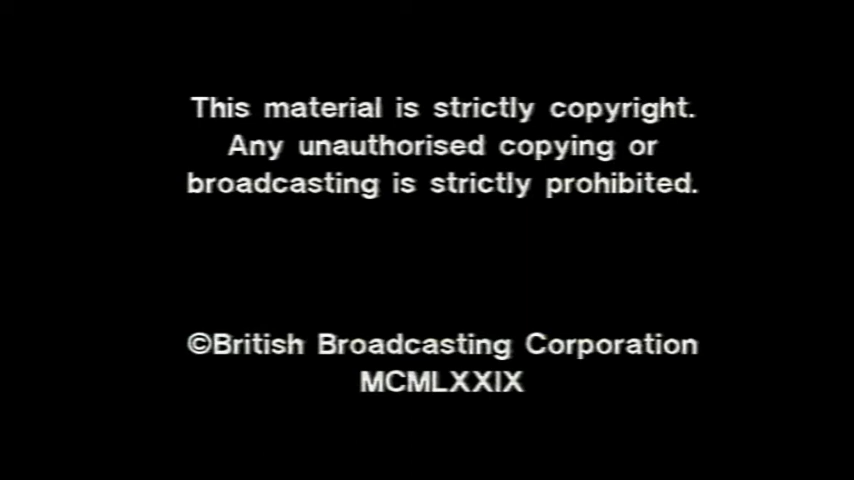 This material is strictly copyright.
Any unauthorised copying or
broadcasting is strictly prohibited.
©British Broadcasting Corporation
MCMLXXIX